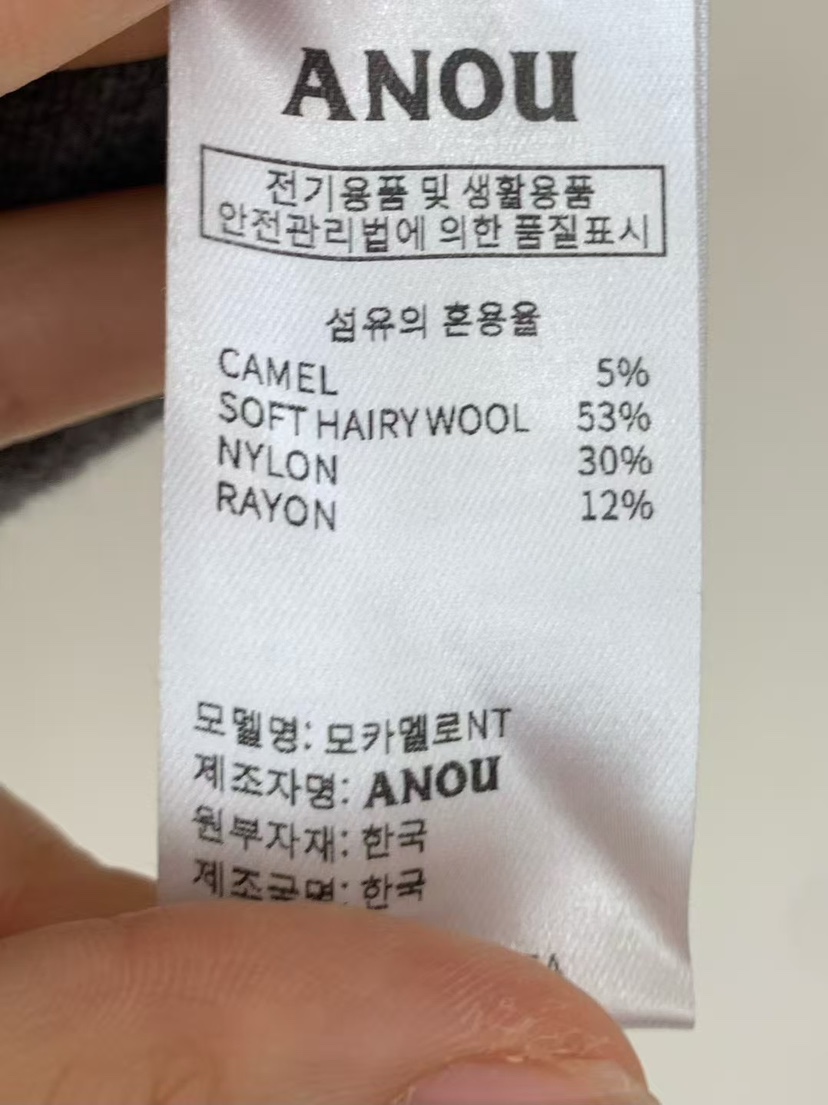 ANOU
전기용품 및 생활용품
안전관리법에 의한 품질표시
섬유의 혼용율
CAMEL 5%
SOFT HAIRY WOOL 53%
NYLON 30%
RAYON 12%
모델명: 모카멜로NT
제조자명: ANOU
원부자재: 한국
제조국명: 한국